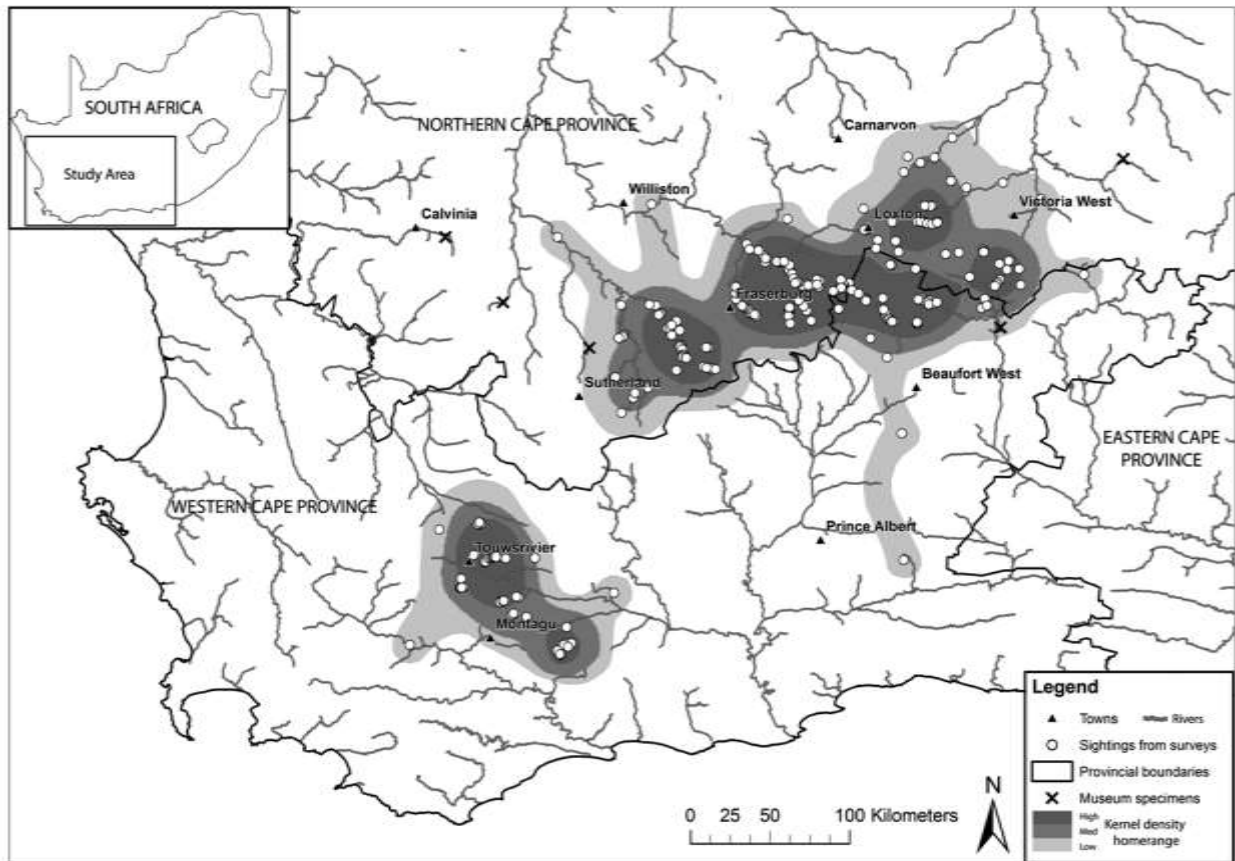 SOUTH AFRICA
Study Area
NORTHERN CAPE PROVINCE
Carnarvon
Williston
Calvinia
Loxton
Victoria West
Fraserburg
Sutherland
Beaufort West
EASTERN CAPE
PROVINCE
WESTERN CAPE PROVINCE
Prince Albert
Touwsrivier
Montagu
Legend
Towns
Rivers
Sightings from surveys
Provincial boundaries
Museum specimens
High
Med
Low
Kernel density
homerange
N
0 25 50 100 Kilometers